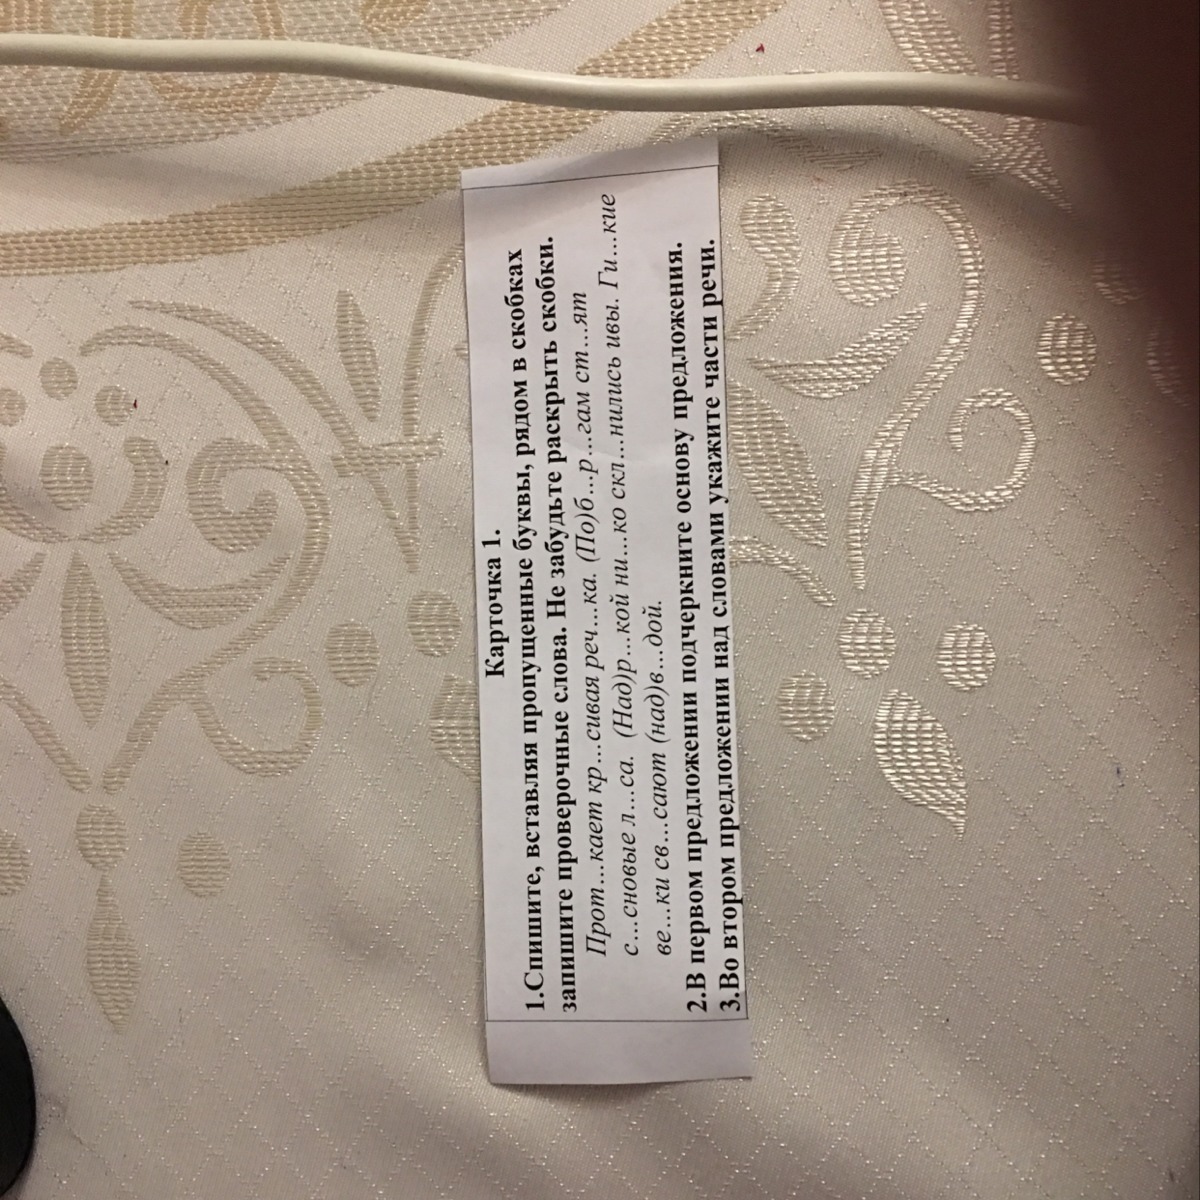 Карточка 1.
1.Спишите, вставляя пропущенные буквы, рядом в скобках
запишите проверочные слова. Не забудьте раскрыть скобки.
Прот…кает кр…сивая реч…ка. (По)б…р…гам ст…ят
с…сновые л…са. (Над)р…кой ни…ко скл…нились ивы. Ги…кие
ве…ки св…сают (над)в…дой.
2.В первом предложении подчеркните основу предложения.
3.Во втором предложении над словами укажите части речи.